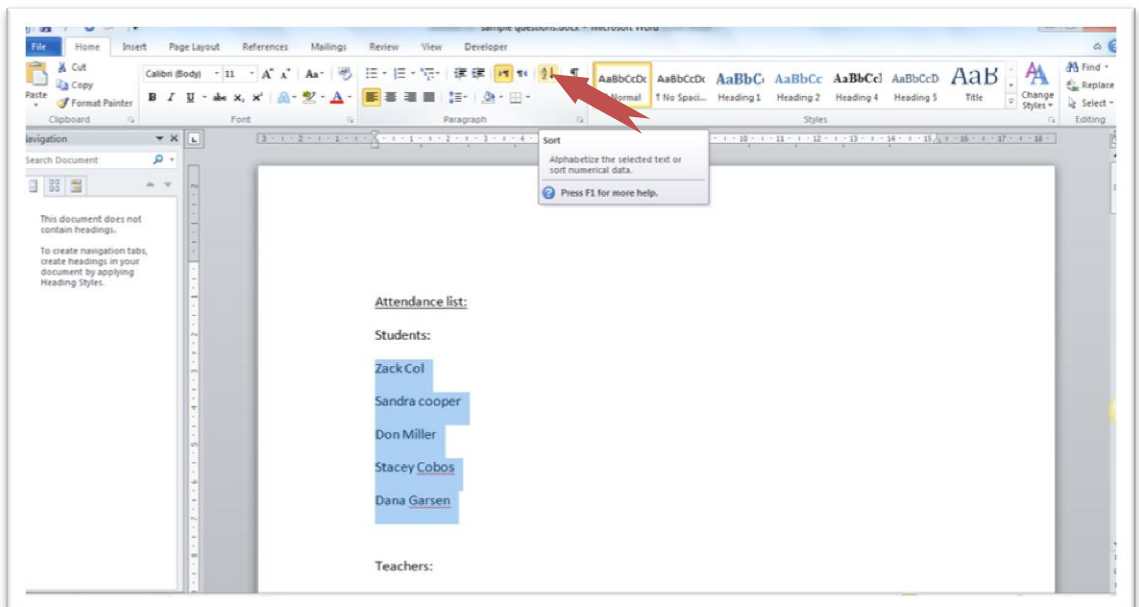 sample questions.docx - Microsoft Word
File Home Insert Page Layout References Mailings Review View Developer
Cut
Copy
Format Painter
Paste
Clipboard
Calibri (Body) 11
Font
Paragraph
AaBbCcDc AaBbCcDc AaBbC AaBbCc AaBbCc AaBbCcD AaB
Normal ¶ No Spaci... Heading 1 Heading 2 Heading 4 Heading 5 Title
Change Styles
Styles
Find
Replace
Select
Editing
Search Document
This document does not
contain headings.
To create navigation tabs,
create headings in your
document by applying
Heading Styles.
Sort
Alphabetize the selected text or
sort numerical data.
Press F1 for more help.
Attendance list:
Students:
Zack Col
Sandra cooper
Don Miller
Stacey Cobos
Dana Garsen
Teachers: